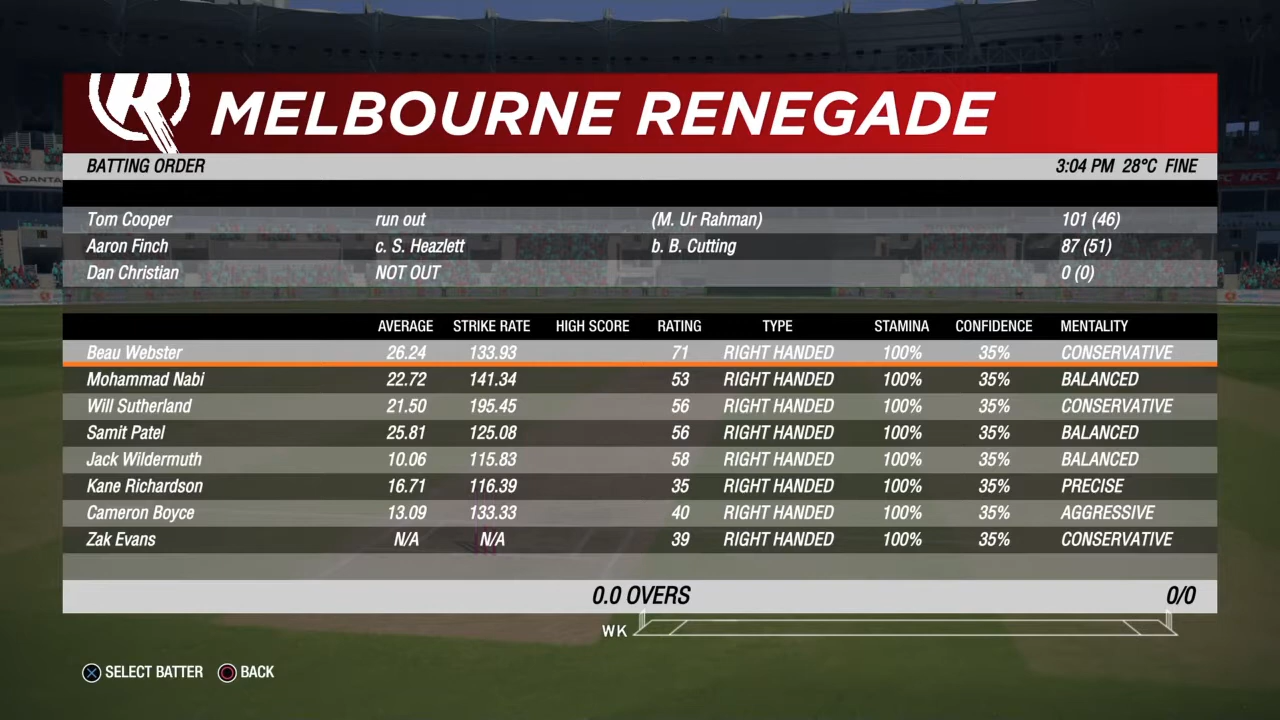 MELBOURNE RENEGADE
BATTING ORDER 3:04 PM 28°C FINE
Tom Cooper run out (M. Ur Rahman) 101 (46)
Aaron Finch c. S. Heazlett b. B. Cutting 87 (51)
Dan Christian NOT OUT 0 (0)
AVERAGE STRIKE RATE HIGH SCORE RATING TYPE STAMINA CONFIDENCE MENTALITY
Beau Webster 26.24 133.93 71 RIGHT HANDED 100% 35% CONSERVATIVE
Mohammad Nabi 22.72 141.34 53 RIGHT HANDED 100% 35% BALANCED
Will Sutherland 21.50 195.45 56 RIGHT HANDED 100% 35% CONSERVATIVE
Samit Patel 25.81 125.08 56 RIGHT HANDED 100% 35% BALANCED
Jack Wildermuth 10.06 115.83 58 RIGHT HANDED 100% 35% BALANCED
Kane Richardson 16.71 116.39 35 RIGHT HANDED 100% 35% PRECISE
Cameron Boyce 13.09 133.33 40 RIGHT HANDED 100% 35% AGGRESSIVE
Zak Evans N/A N/A 39 RIGHT HANDED 100% 35% CONSERVATIVE
0.0 OVERS 0/0
WK
SELECT BATTER BACK